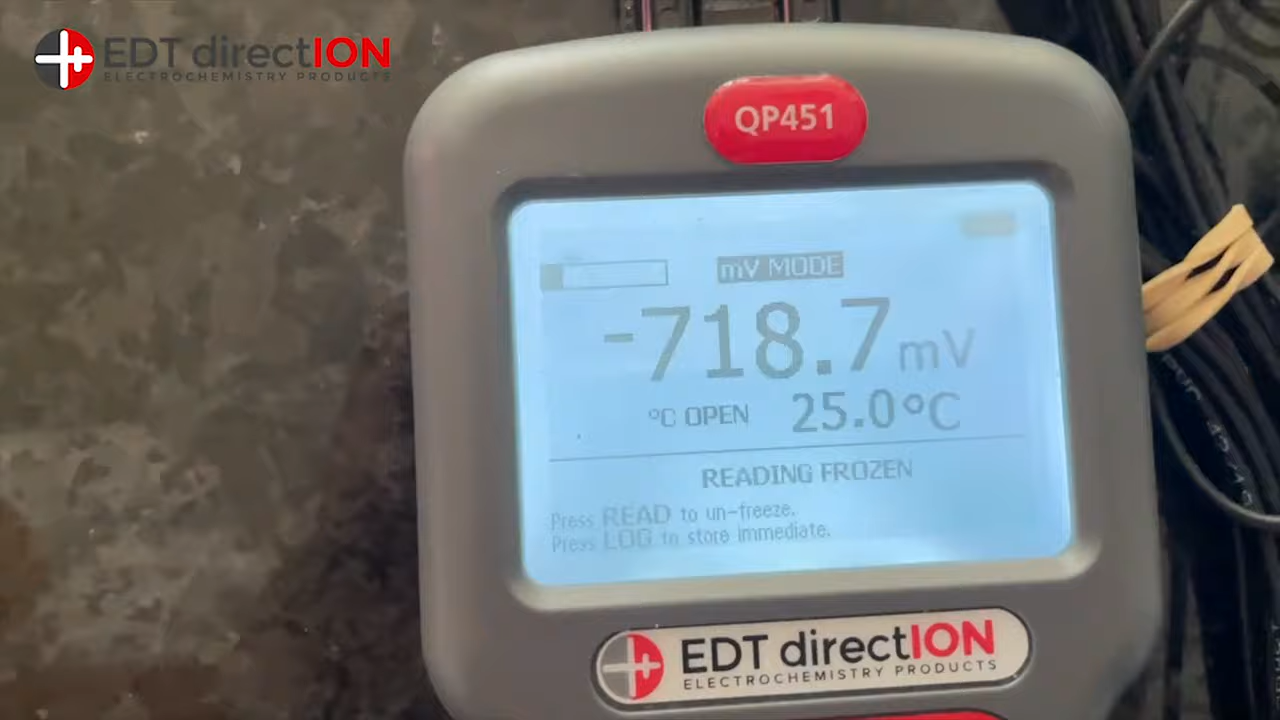 EDT directION
ELECTROCHEMISTRY PRODUCTS
QP451
mV MODE
-718.7 mV
°C OPEN 25.0°C
READING FROZEN
Press READ to un-freeze.
Press LOG to store immediate.
EDT directION
ELECTROCHEMISTRY PRODUCTS